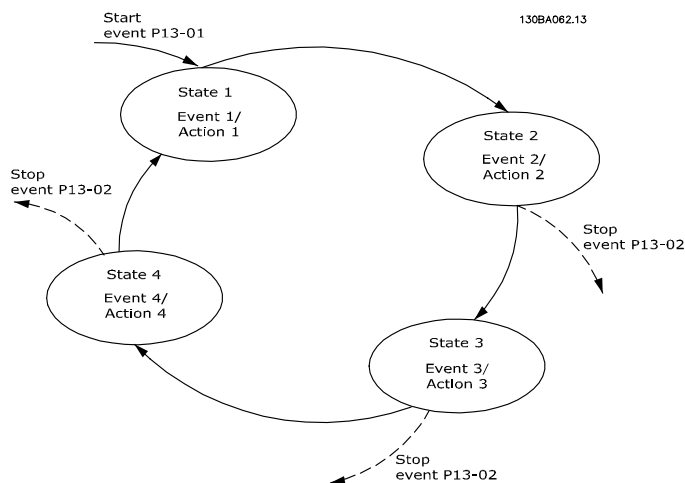 Start
event P13-01
130BA062.13
State 1
Event 1/
Action 1
State 2
Event 2/
Action 2
Stop
event P13-02
Stop
event P13-02
State 4
Event 4/
Action 4
State 3
Event 3/
Action 3
Stop
event P13-02